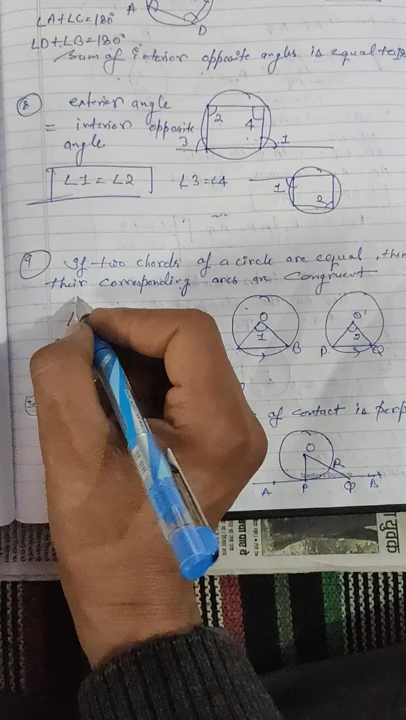 ∠A+∠C=180°
A
D
∠D+∠B=180°
Sum of interior opposite angles is equal to 18
8
exterior angle
= interior opposite
angle
2
4
3
1
∠1 = ∠2
∠3=∠4
1
2
9
If two chords of a circle are equal, then
their corresponding arcs are Congruent
O
1
B
O'
2
P
Q
of contact is perp
O
R
A
P
Q
B